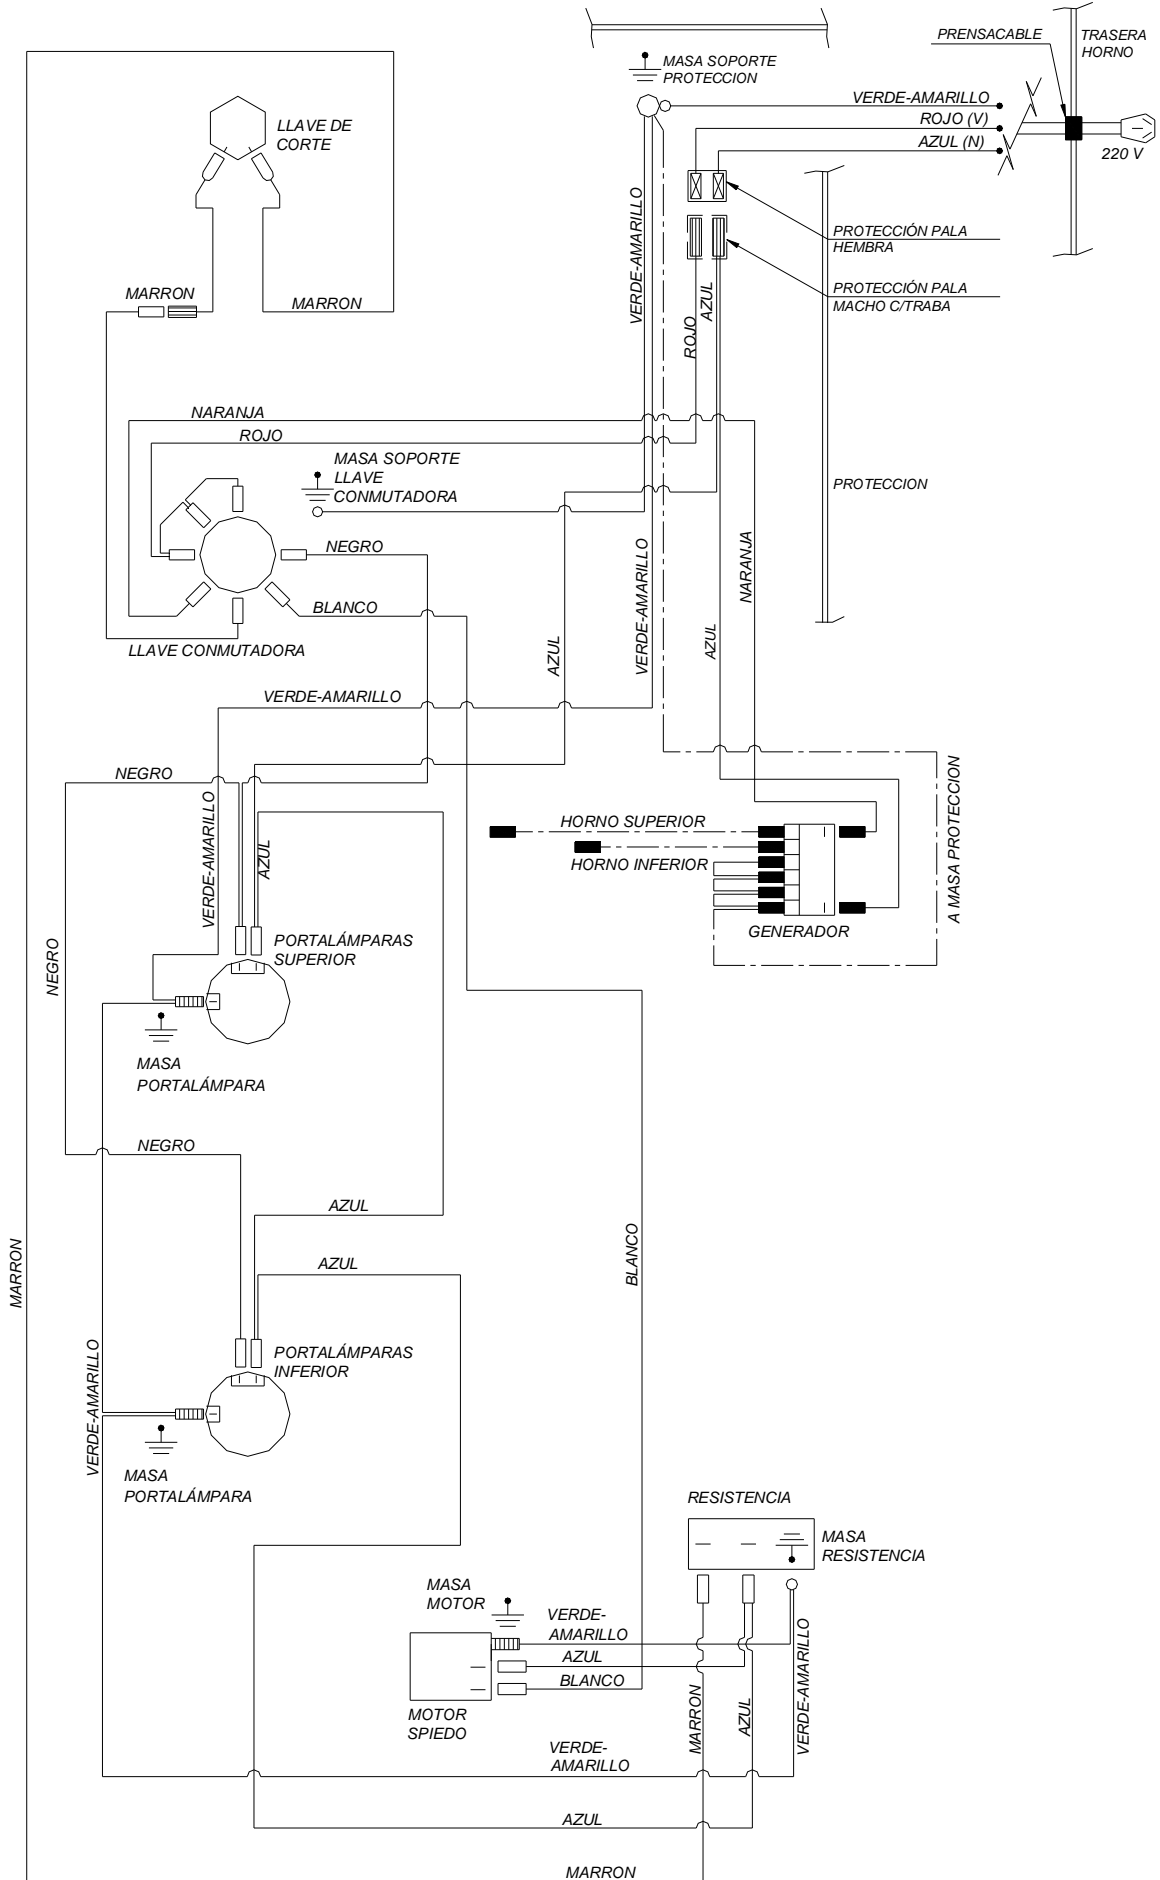 PRENSACABLE
TRASERA
HORNO
MASA SOPORTE
PROTECCION
VERDE-AMARILLO
ROJO (V)
AZUL (N)
220 V
LLAVE DE
CORTE
VERDE-AMARILLO
PROTECCIÓN PALA
HEMBRA
PROTECCIÓN PALA
MACHO C/TRABA
MARRON
MARRON
AZUL
ROJO
NARANJA
ROJO
MASA SOPORTE
LLAVE
CONMUTADORA
PROTECCION
NEGRO
NARANJA
VERDE-AMARILLO
BLANCO
AZUL
AZUL
LLAVE CONMUTADORA
VERDE-AMARILLO
NEGRO
VERDE-AMARILLO
AZUL
HORNO SUPERIOR
HORNO INFERIOR
A MASA PROTECCION
GENERADOR
PORTALÁMPARAS
SUPERIOR
NEGRO
MASA
PORTALÁMPARA
NEGRO
AZUL
AZUL
MARRON
BLANCO
PORTALÁMPARAS
INFERIOR
VERDE-AMARILLO
MASA
PORTALÁMPARA
RESISTENCIA
MASA
RESISTENCIA
MASA
MOTOR
VERDE-
AMARILLO
AZUL
BLANCO
MOTOR
SPIEDO
MARRON
AZUL
VERDE-AMARILLO
VERDE-
AMARILLO
AZUL
MARRON